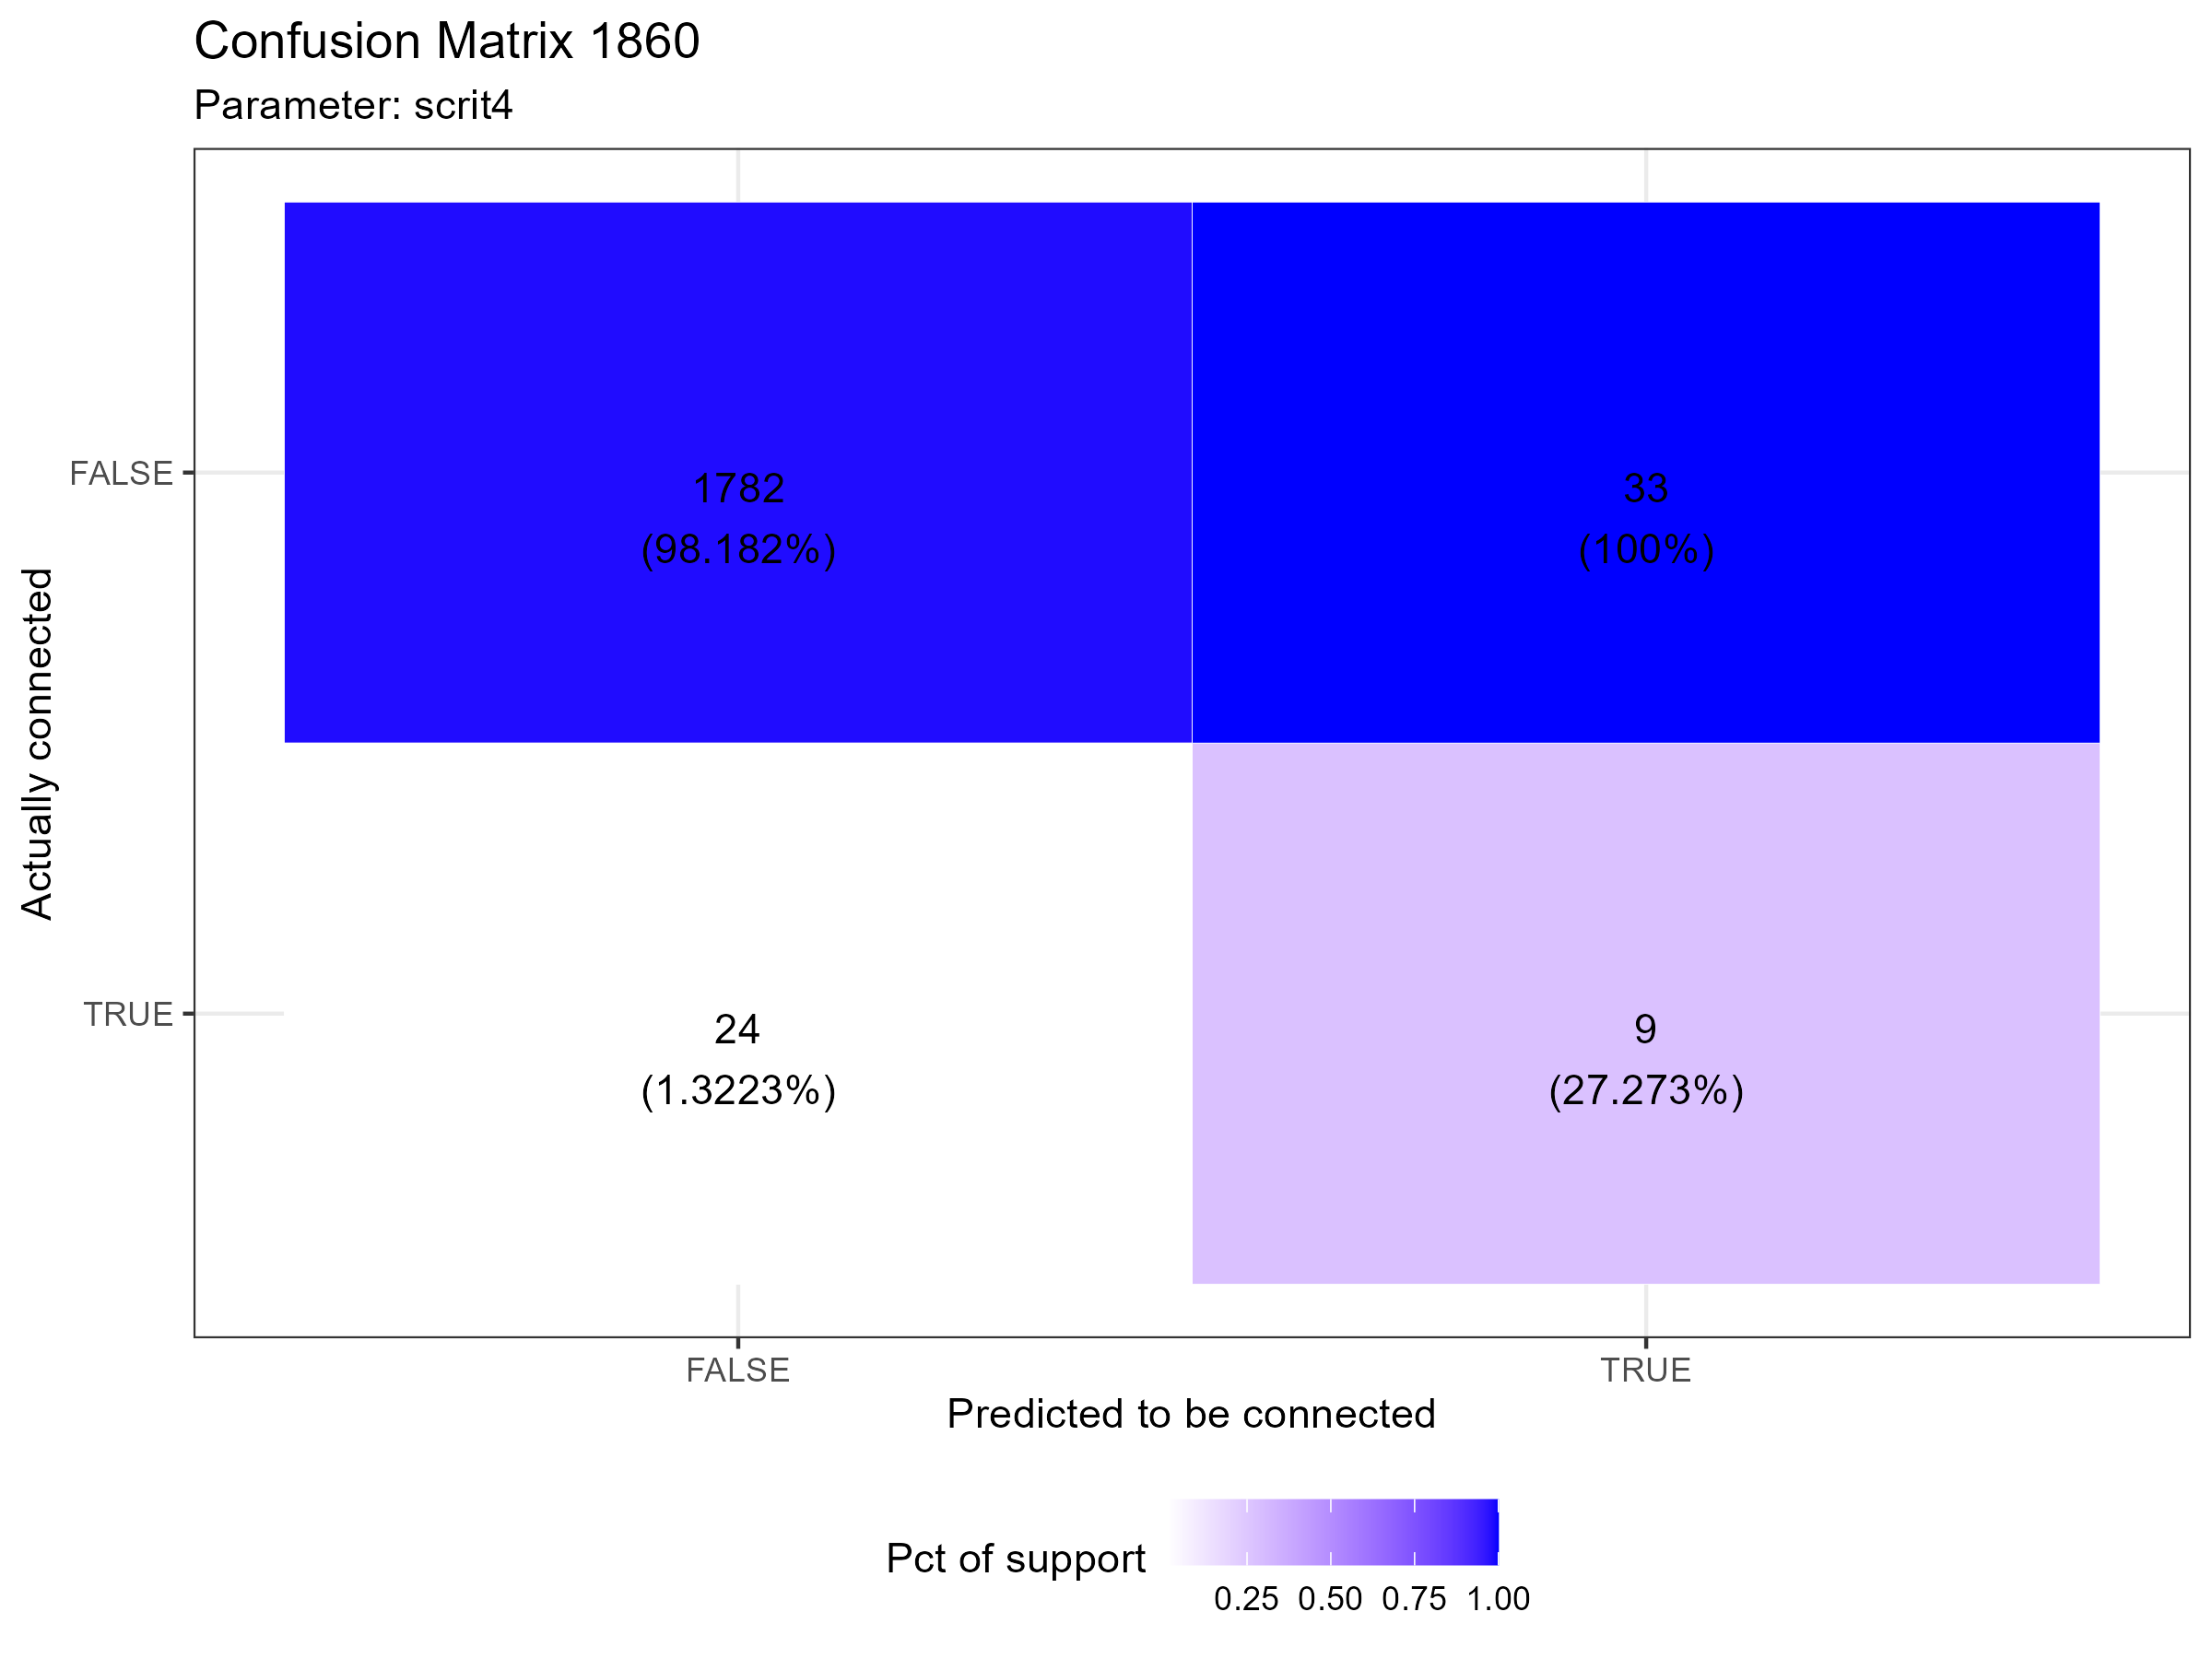 Confusion Matrix 1860
Parameter: scrit4
Actually connected
FALSE
TRUE
1782
(98.182%)
33
(100%)
24
(1.3223%)
9
(27.273%)
FALSE
TRUE
Predicted to be connected
Pct of support
0.25 0.50 0.75 1.00